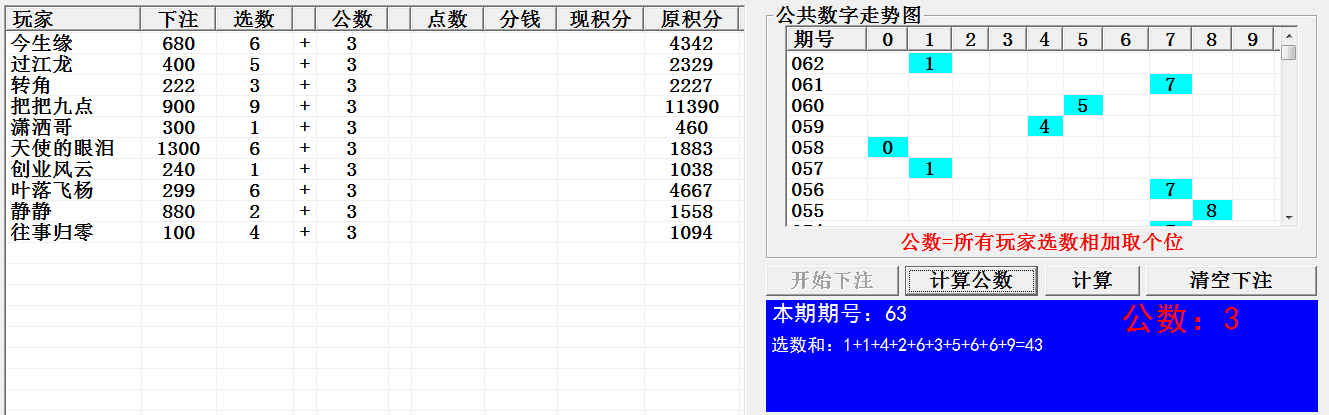 玩家 下注 选数 公数 点数 分钱 现积分 原积分
今生缘 680 6 + 3 4342
过江龙 400 5 + 3 2329
转角 222 3 + 3 2227
把把九点 900 9 + 3 11390
潇洒哥 300 1 + 3 460
天使的眼泪 1300 6 + 3 1883
创业风云 240 1 + 3 1038
叶落飞杨 299 6 + 3 4667
静静 880 2 + 3 1558
往事归零 100 4 + 3 1094
公共数字走势图
期号 0 1 2 3 4 5 6 7 8 9
062 1
061 7
060 5
059 4
058 0
057 1
056 7
055 8
公数=所有玩家选数相加取个位
开始下注 计算公数 计算 清空下注
本期期号：63 公数：3
选数和：1+1+4+2+6+3+5+6+6+9=43